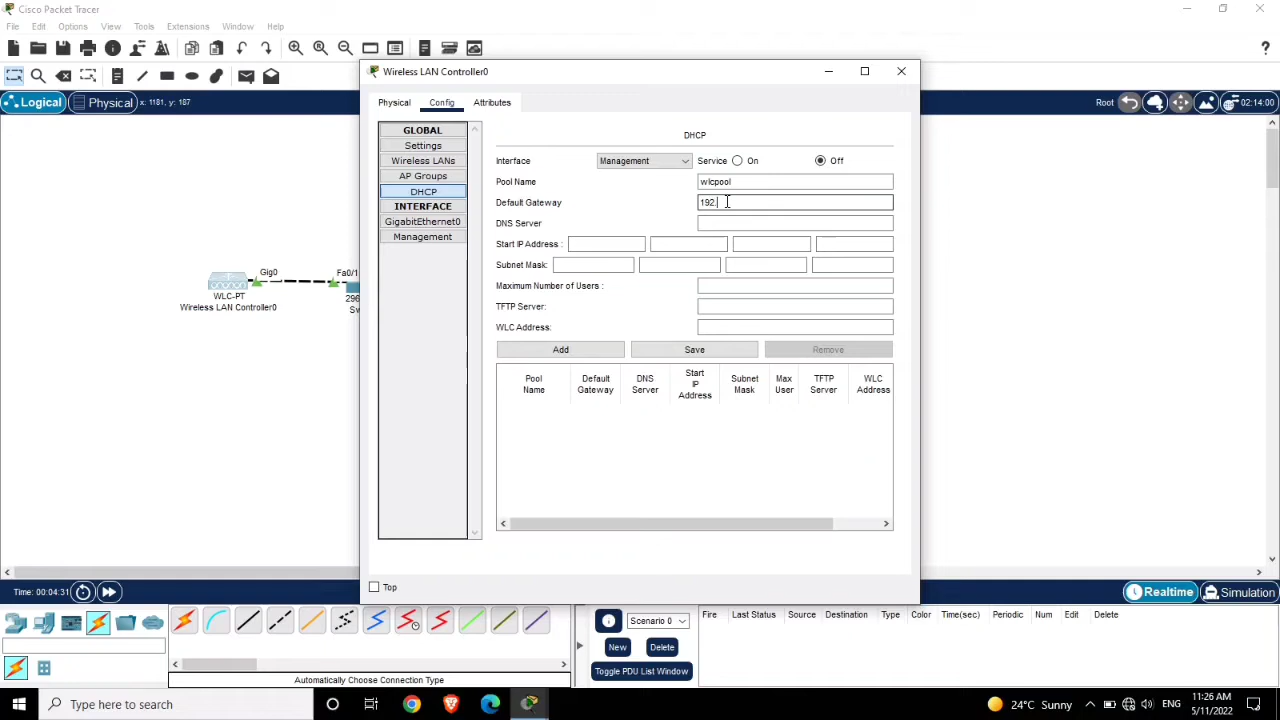 Cisco Packet Tracer
File Edit Options View Tools Extensions Window Help
Logical Physical x: 1181, y: 187 Root 02:14:00
Wireless LAN Controller0
Physical Config Attributes
GLOBAL
Settings
Wireless LANs
AP Groups
DHCP
INTERFACE
GigabitEthernet0
Management
DHCP
Interface Management Service On Off
Pool Name wlcpool
Default Gateway 192.
DNS Server
Start IP Address :
Subnet Mask:
Maximum Number of Users :
TFTP Server:
WLC Address:
Add Save Remove
Pool Name Default Gateway DNS Server Start IP Address Subnet Mask Max User TFTP Server WLC Address
Top
Gig0 Fa0/1
WLC-PT 296
Wireless LAN Controller0 Sw
Time: 00:04:31 Realtime Simulation
Scenario 0
New Delete
Toggle PDU List Window
Fire Last Status Source Destination Type Color Time(sec) Periodic Num Edit Delete
Automatically Choose Connection Type
Type here to search
24°C Sunny ENG 11:26 AM
5/11/2022